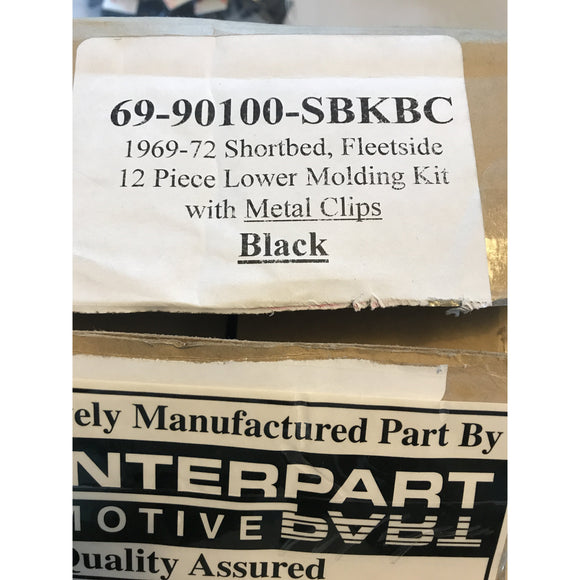 69-90100-SBKBC
1969-72 Shortbed, Fleetside
12 Piece Lower Molding Kit
with Metal Clips
Black
ely Manufactured Part By
NTERPART
MOTIVE PART
Quality Assured